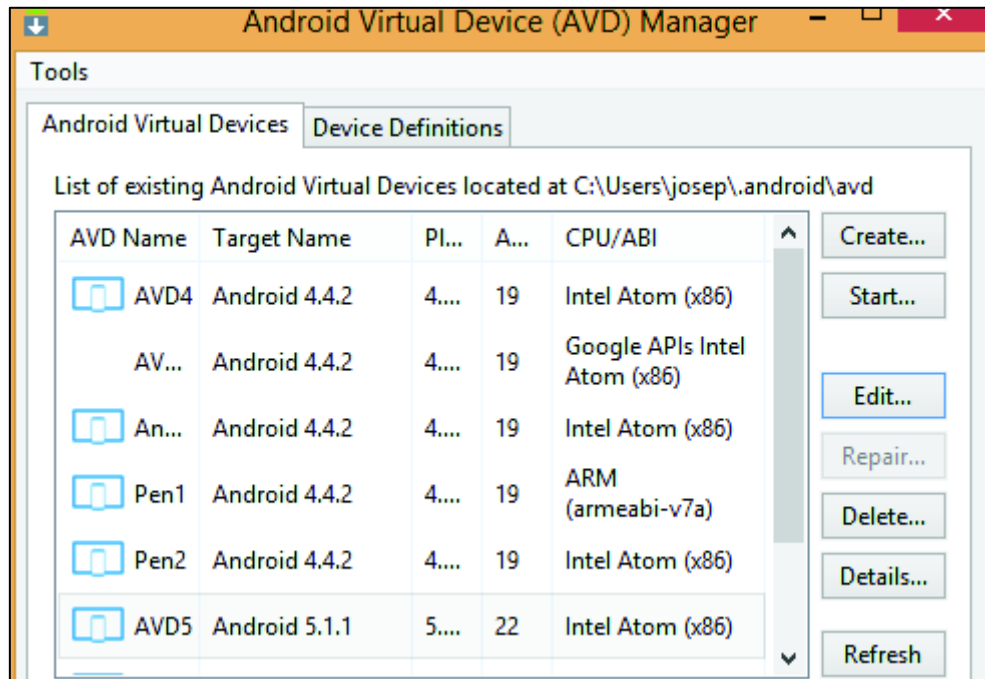 Android Virtual Device (AVD) Manager
Tools
Android Virtual Devices Device Definitions
List of existing Android Virtual Devices located at C:\Users\josep\.android\avd
AVD Name Target Name Pl... A... CPU/ABI
AVD4 Android 4.4.2 4.... 19 Intel Atom (x86)
AV... Android 4.4.2 4.... 19 Google APIs Intel
Atom (x86)
An... Android 4.4.2 4.... 19 Intel Atom (x86)
Pen1 Android 4.4.2 4.... 19 ARM
(armeabi-v7a)
Pen2 Android 4.4.2 4.... 19 Intel Atom (x86)
AVD5 Android 5.1.1 5.... 22 Intel Atom (x86)
Create...
Start...
Edit...
Repair...
Delete...
Details...
Refresh